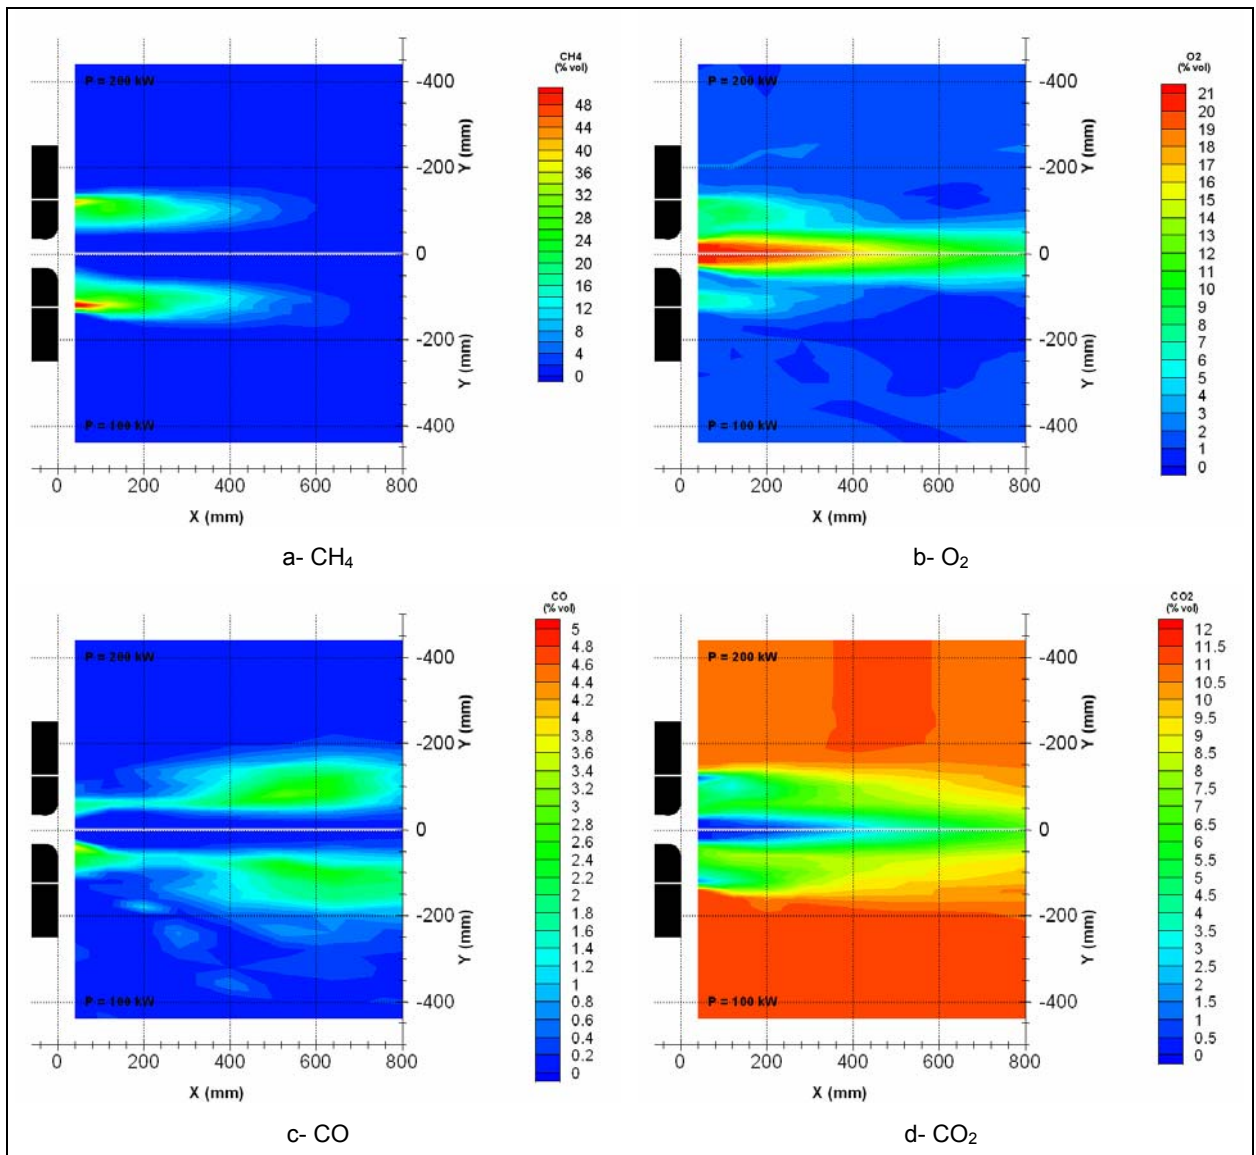 CH4
(% vol)
P = 200 kW
-400
-200
0
-200
-400
Y (mm)
Y (mm)
P = 100 kW
0 200 400 600 800
X (mm)
48
44
40
36
32
28
24
20
16
12
8
4
0
a- CH₄
O2
(% vol)
P = 200 kW
-400
-200
0
-200
-400
Y (mm)
Y (mm)
P = 100 kW
0 200 400 600 800
X (mm)
21
20
19
18
17
16
15
14
13
12
11
10
9
8
7
6
5
4
3
2
1
0
b- O₂
CO
(% vol)
P = 200 kW
-400
-200
0
-200
-400
Y (mm)
Y (mm)
P = 100 kW
0 200 400 600 800
X (mm)
5
4.8
4.6
4.4
4.2
4
3.8
3.6
3.4
3.2
3
2.8
2.6
2.4
2.2
2
1.8
1.6
1.4
1.2
1
0.8
0.6
0.4
0.2
0
c- CO
CO2
(% vol)
P = 200 kW
-400
-200
0
-200
-400
Y (mm)
Y (mm)
P = 100 kW
0 200 400 600 800
X (mm)
12
11.5
11
10.5
10
9.5
9
8.5
8
7.5
7
6.5
6
5.5
5
4.5
4
3.5
3
2.5
2
1.5
1
0.5
0
d- CO₂